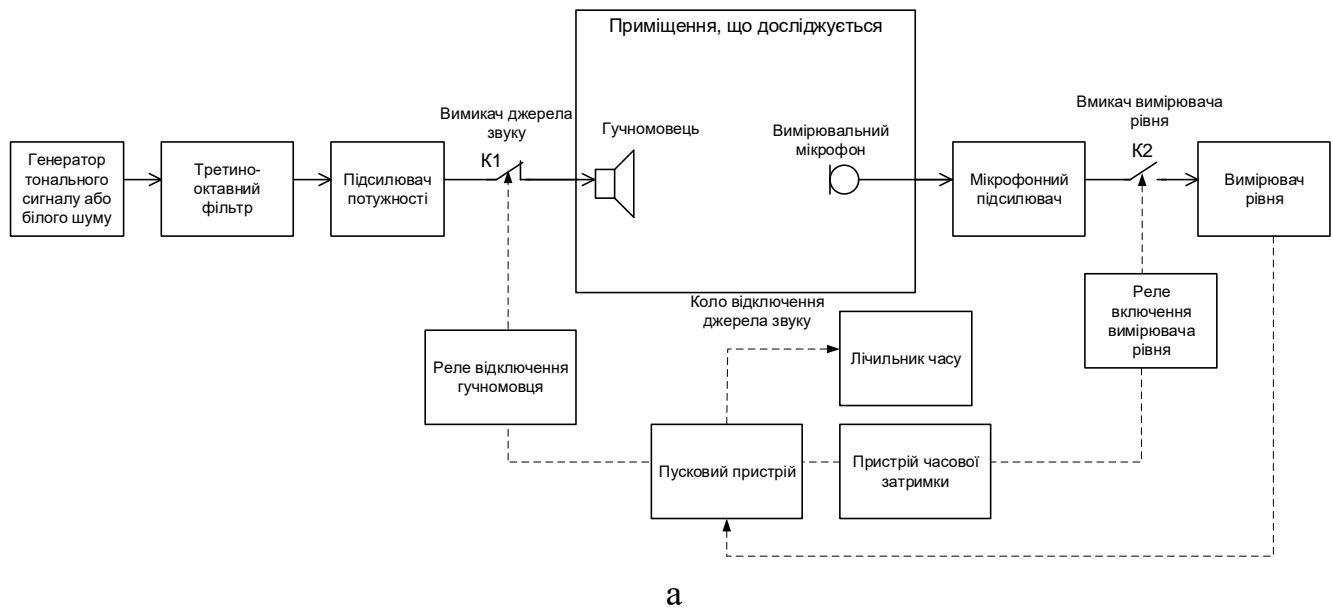 Приміщення, що досліджується
Вимикач джерела
звуку
К1
Гучномовець
Вимірювальний
мікрофон
Вмикач вимірювача
рівня
К2
Генератор
тонального
сигналу або
білого шуму
Третино-
октавний
фільтр
Підсилювач
потужності
Мікрофонний
підсилювач
Вимірювач
рівня
Коло відключення
джерела звуку
Реле
включення
вимірювача
рівня
Реле відключення
гучномовця
Лічильник часу
Пусковий пристрій
Пристрій часової
затримки
а